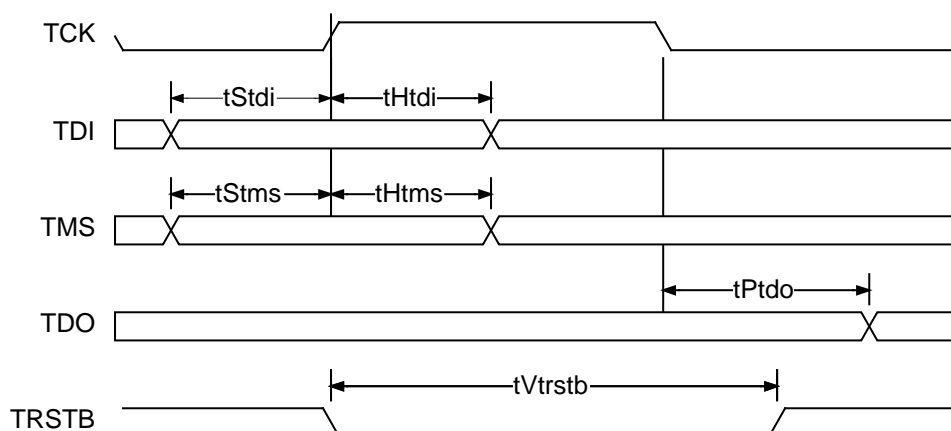 TCK
tStdi tHtdi
TDI
tStms tHtms
TMS
tPtdo
TDO
tVtrstb
TRSTB